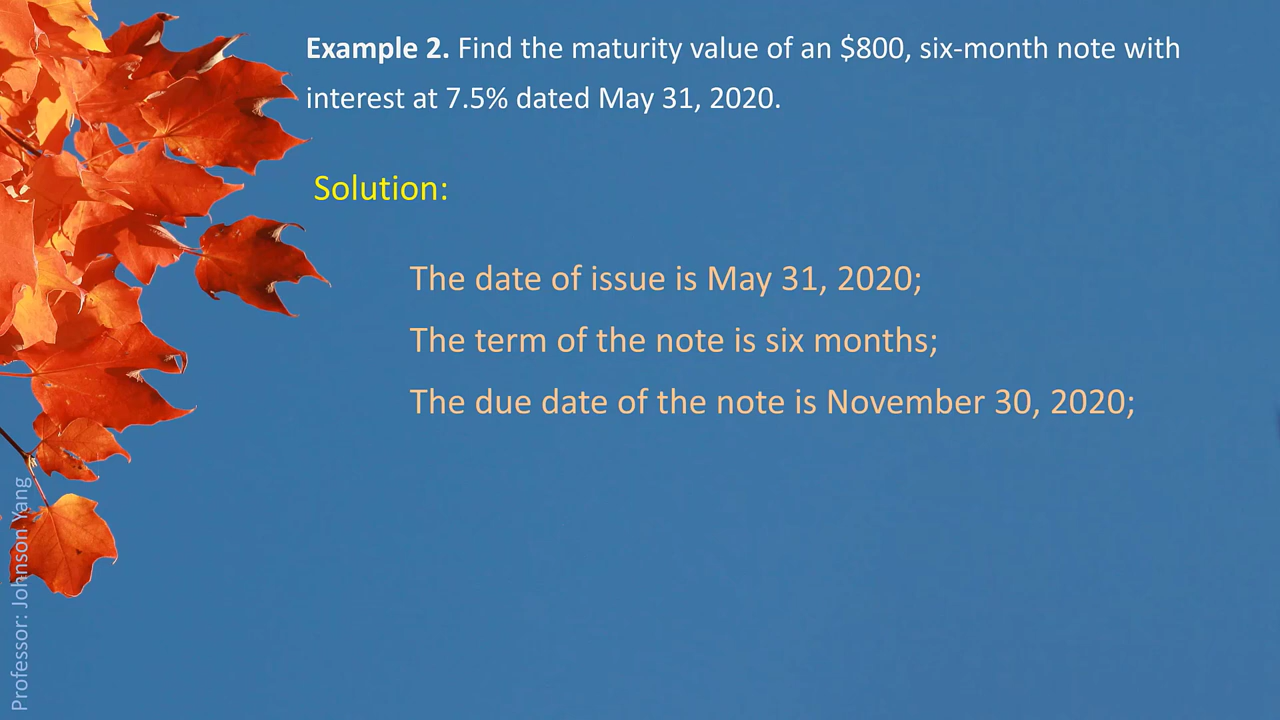 Example 2. Find the maturity value of an $800, six-month note with
interest at 7.5% dated May 31, 2020.
Solution:
The date of issue is May 31, 2020;
The term of the note is six months;
The due date of the note is November 30, 2020;
Professor: Johnson Yang